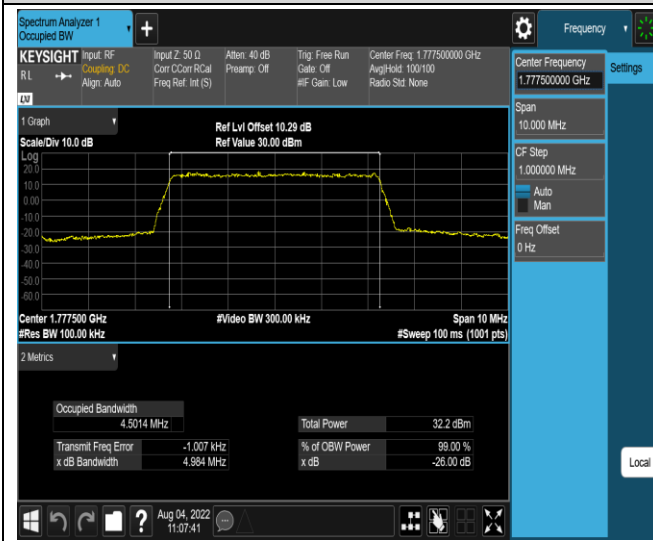 Spectrum Analyzer 1
Occupied BW
Frequency
KEYSIGHT
RL
Input: RF
Coupling: DC
Align: Auto
Input Z: 50 Ω
Corr CCorr RCal
Freq Ref: Int (S)
Atten: 40 dB
Preamp: Off
Trig: Free Run
Gate: Off
#IF Gain: Low
Center Freq: 1.777500000 GHz
Avg|Hold: 100/100
Radio Std: None
Center Frequency
1.777500000 GHz
Settings
Span
10.000 MHz
CF Step
1.000000 MHz
Auto
Man
Freq Offset
0 Hz
Local
1 Graph
Scale/Div 10.0 dB
Ref Lvl Offset 10.29 dB
Ref Value 30.00 dBm
Log
20.0
10.0
0.00
-10.0
-20.0
-30.0
-40.0
-50.0
-60.0
Center 1.777500 GHz
#Video BW 300.00 kHz
Span 10 MHz
#Res BW 100.00 kHz
#Sweep 100 ms (1001 pts)
2 Metrics
Occupied Bandwidth
4.5014 MHz
Total Power 32.2 dBm
Transmit Freq Error -1.007 kHz
% of OBW Power 99.00 %
x dB Bandwidth 4.984 MHz
x dB -26.00 dB
Aug 04, 2022
11:07:41